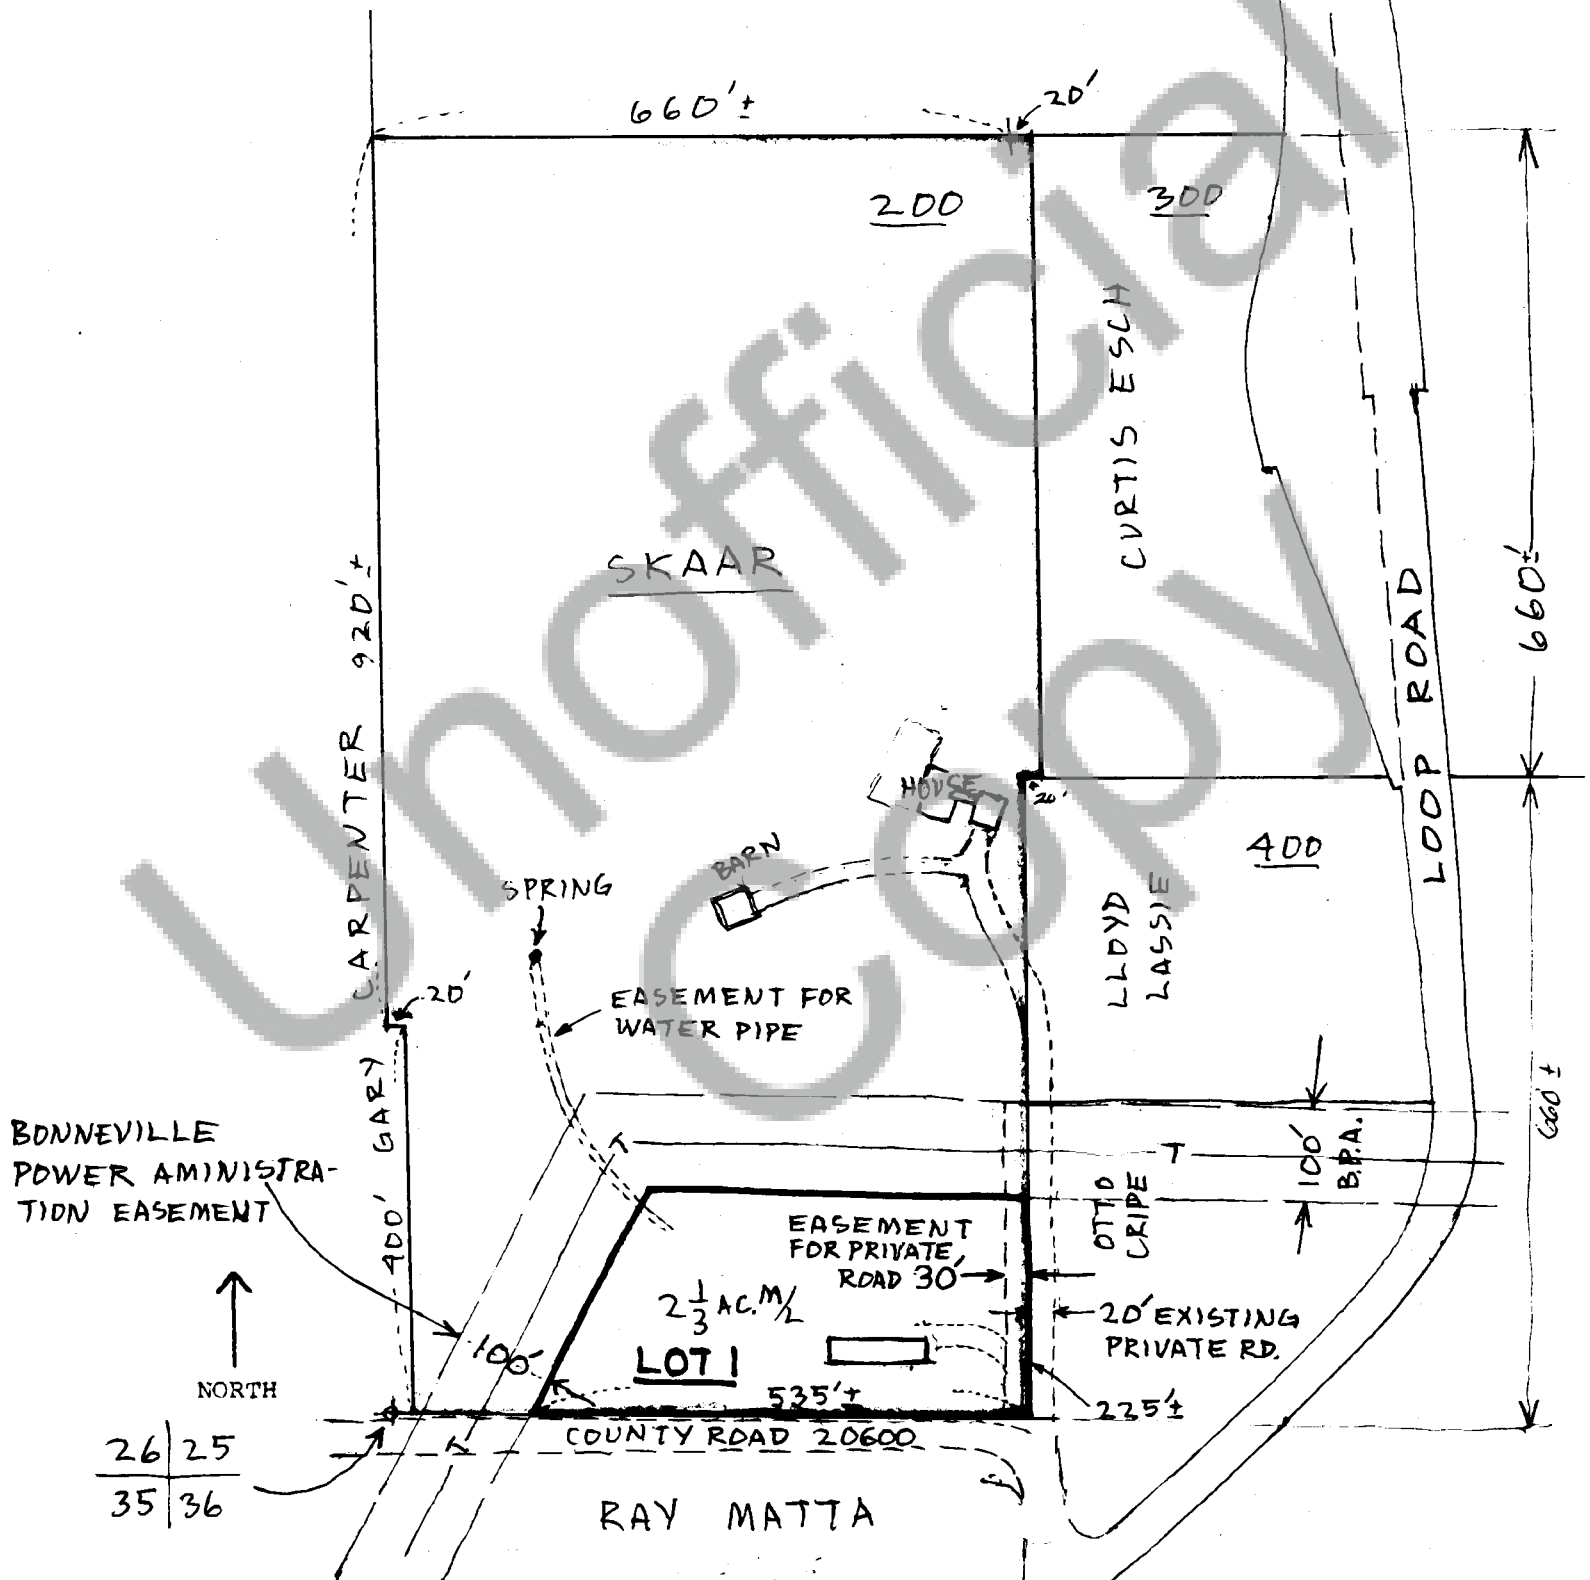 660'±
20'
200
300
CURTIS ESCH
SKAAR
660'±
LOOP ROAD
GARY CARPENTER 920'±
HOUSE
20'
400
BARN
SPRING
LLOYD
LASSIE
20'
EASEMENT FOR
WATER PIPE
660'±
BONNEVILLE
POWER AMINISTRA-
TION EASEMENT
400'
T
T
100'
B.P.A.
OTTO
CRIPE
EASEMENT
FOR PRIVATE
ROAD 30'
2 1/3 AC. M/L
LOT 1
20' EXISTING
PRIVATE RD.
100'
NORTH
535'±
225'±
COUNTY ROAD 20600
T
26 25
35 36
RAY MATTA
Unofficial
Copy